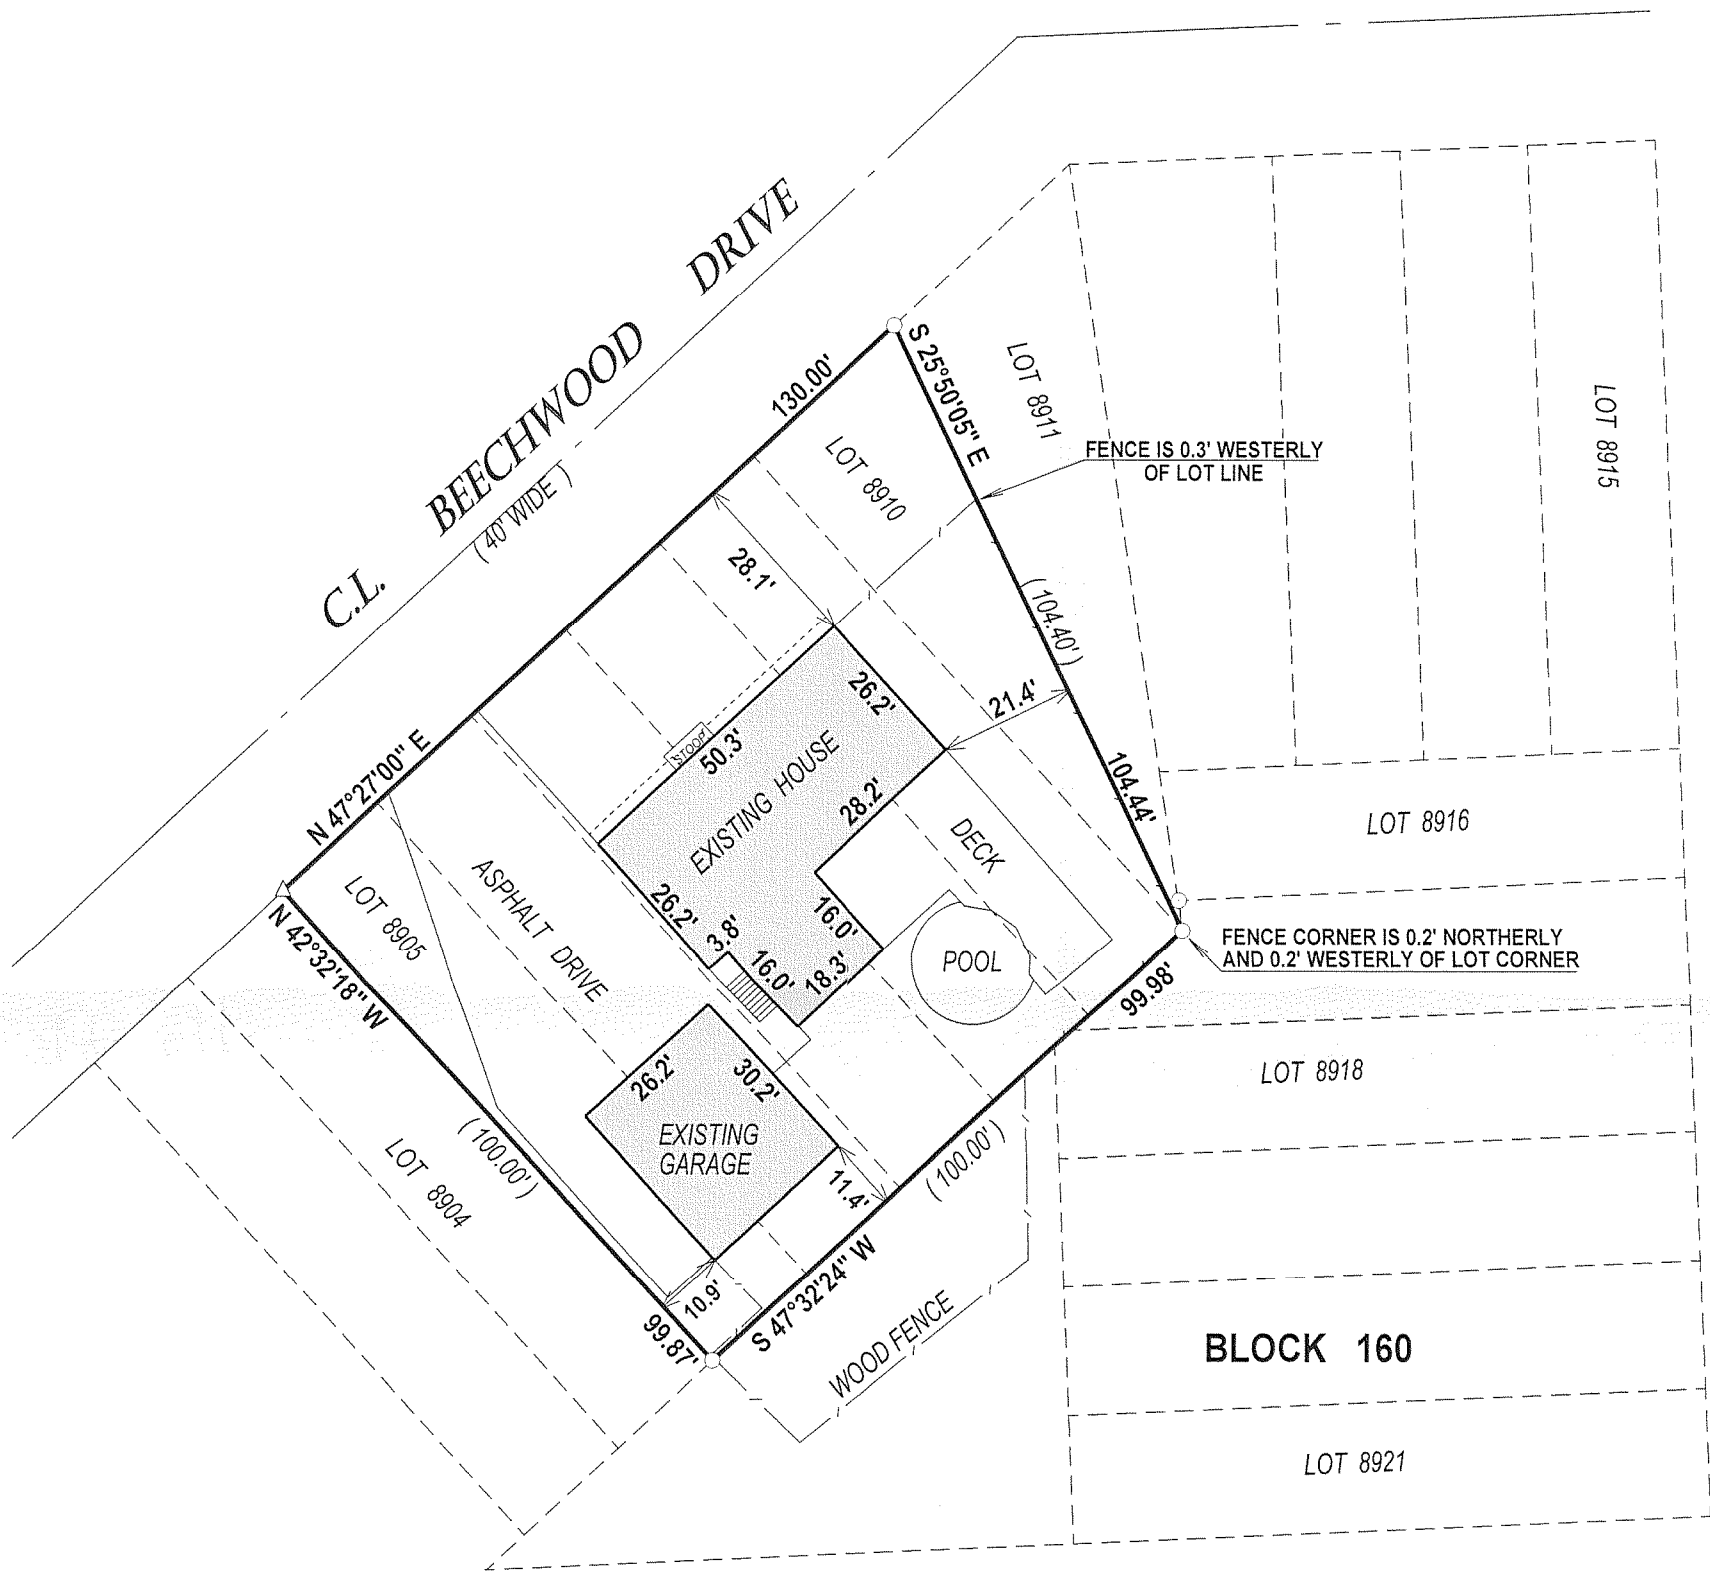 C.L. BEECHWOOD DRIVE
( 40' WIDE )
130.00'
N 47°27'00" E
S 25°50'05" E
LOT 8911
LOT 8910
LOT 8915
FENCE IS 0.3' WESTERLY
OF LOT LINE
28.1'
(104.40')
26.2'
21.4'
STOOP
50.3'
EXISTING HOUSE
28.2'
104.44'
DECK
LOT 8916
LOT 8905
ASPHALT DRIVE
26.2'
3.8'
16.0'
16.0'
18.3'
POOL
FENCE CORNER IS 0.2' NORTHERLY
AND 0.2' WESTERLY OF LOT CORNER
N 42°32'18" W
99.98'
26.2'
30.2'
LOT 8918
EXISTING
GARAGE
(100.00')
(100.00')
LOT 8904
11.4'
10.9'
99.87'
S 47°32'24" W
WOOD FENCE
BLOCK 160
LOT 8921